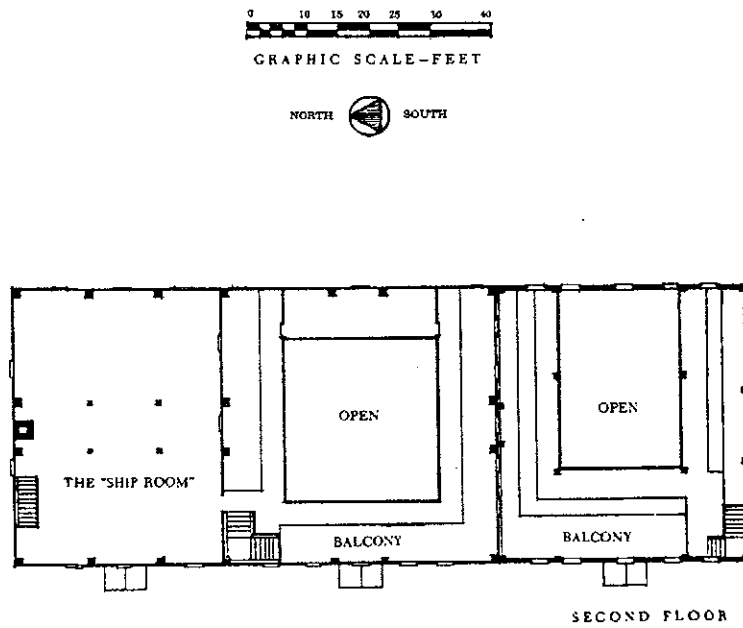 0 10 15 20 25 30 40
GRAPHIC SCALE–FEET
NORTH SOUTH
OPEN
OPEN
THE "SHIP ROOM"
BALCONY
BALCONY
SECOND FLOOR